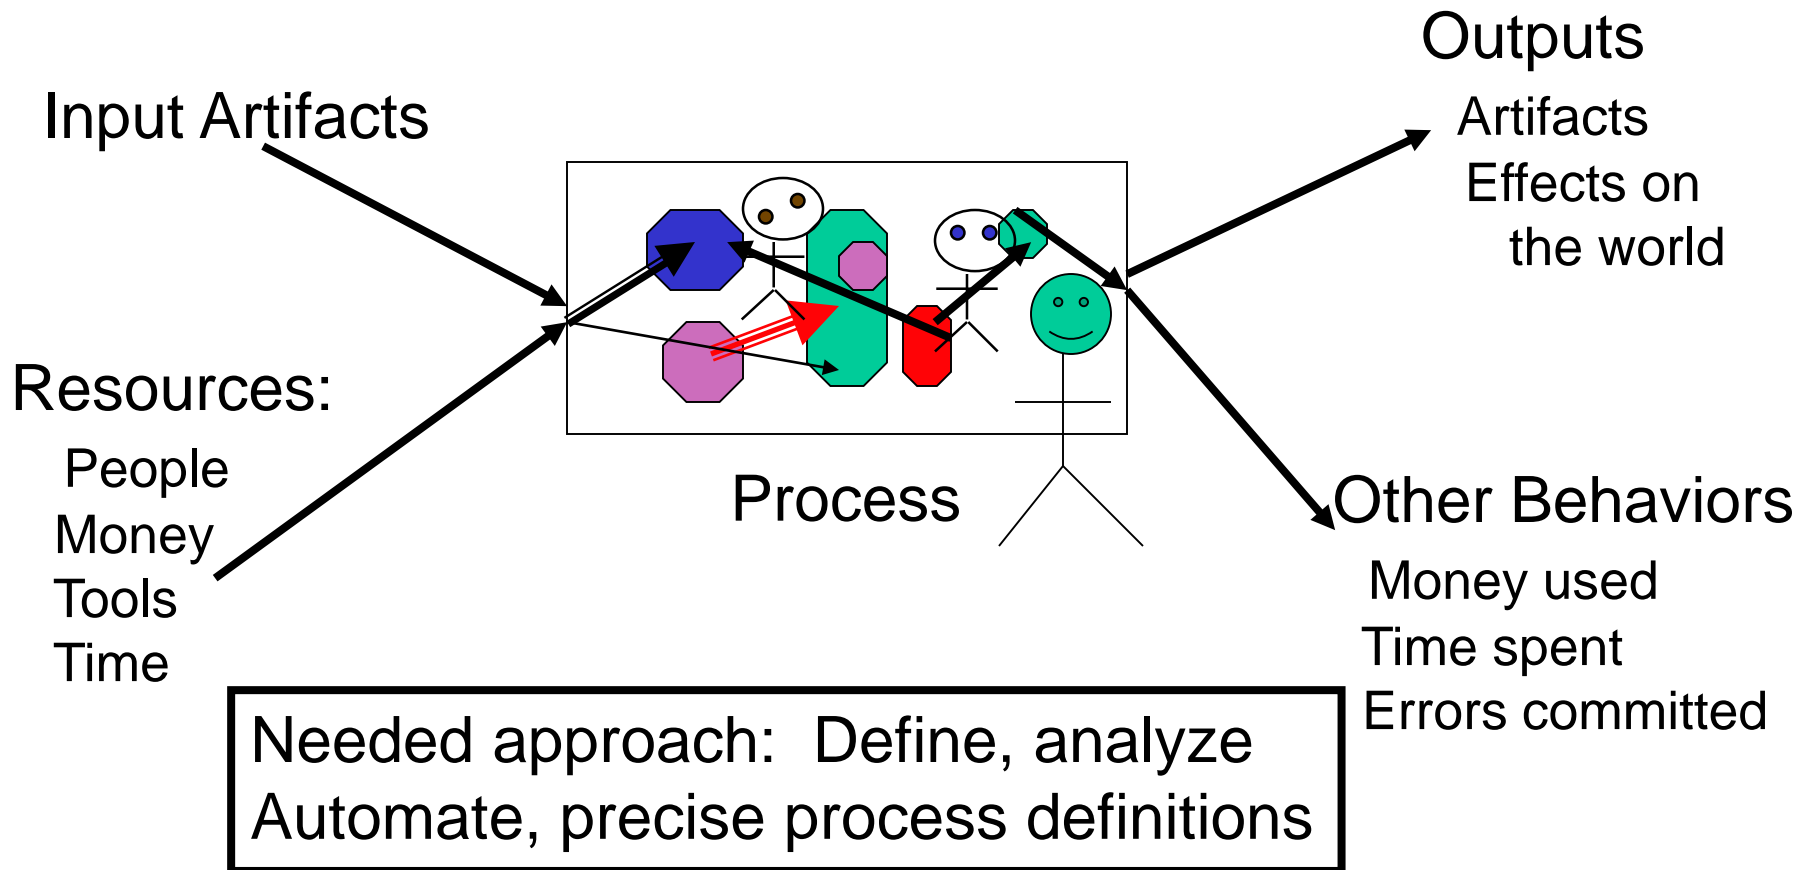 Input Artifacts
Resources:
People
Money
Tools
Time
Process
Outputs
Artifacts
Effects on
the world
Other Behaviors
Money used
Time spent
Errors committed
Needed approach:  Define, analyze
Automate, precise process definitions